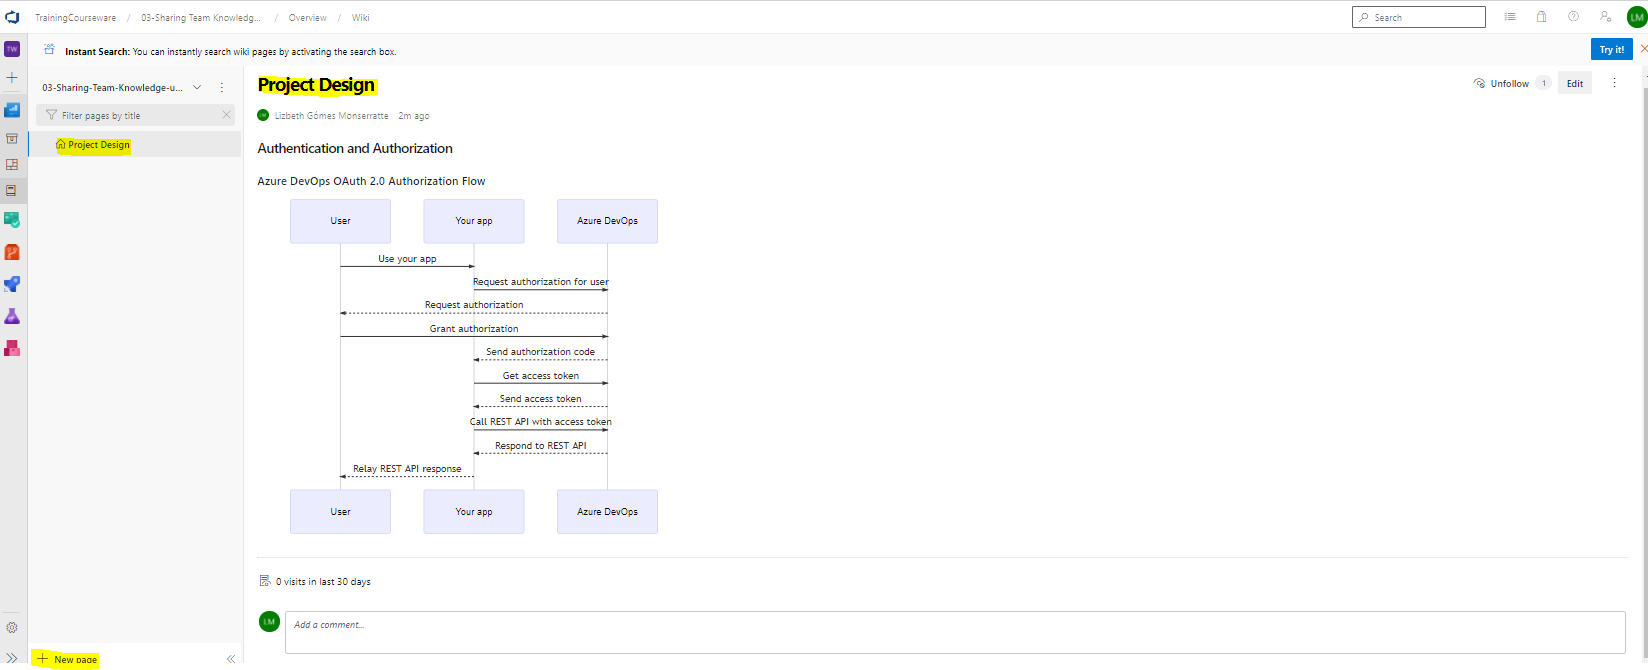 TrainingCourseware / 03-Sharing Team Knowledg... / Overview / Wiki
Search
LM
TW
Instant Search: You can instantly search wiki pages by activating the search box.
Try it!
03-Sharing-Team-Knowledge-u...
Filter pages by title
Project Design
New page
Project Design
Unfollow 1
Edit
LM Lizbeth Gómes Monserratte 2m ago
Authentication and Authorization
Azure DevOps OAuth 2.0 Authorization Flow
User Your app Azure DevOps
Use your app
Request authorization for user
Request authorization
Grant authorization
Send authorization code
Get access token
Send access token
Call REST API with access token
Respond to REST API
Relay REST API response
User Your app Azure DevOps
0 visits in last 30 days
LM
Add a comment...